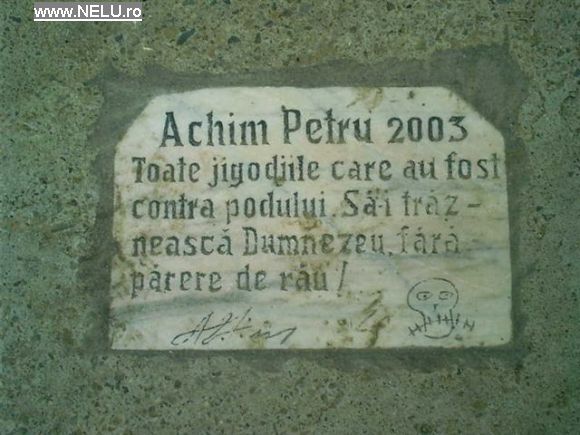 www.NELU.ro
Achim Petru 2003
Toate jigodiile care au fost
contra podului. Să-i trăz-
nească Dumnezeu, fără
părere de rău!